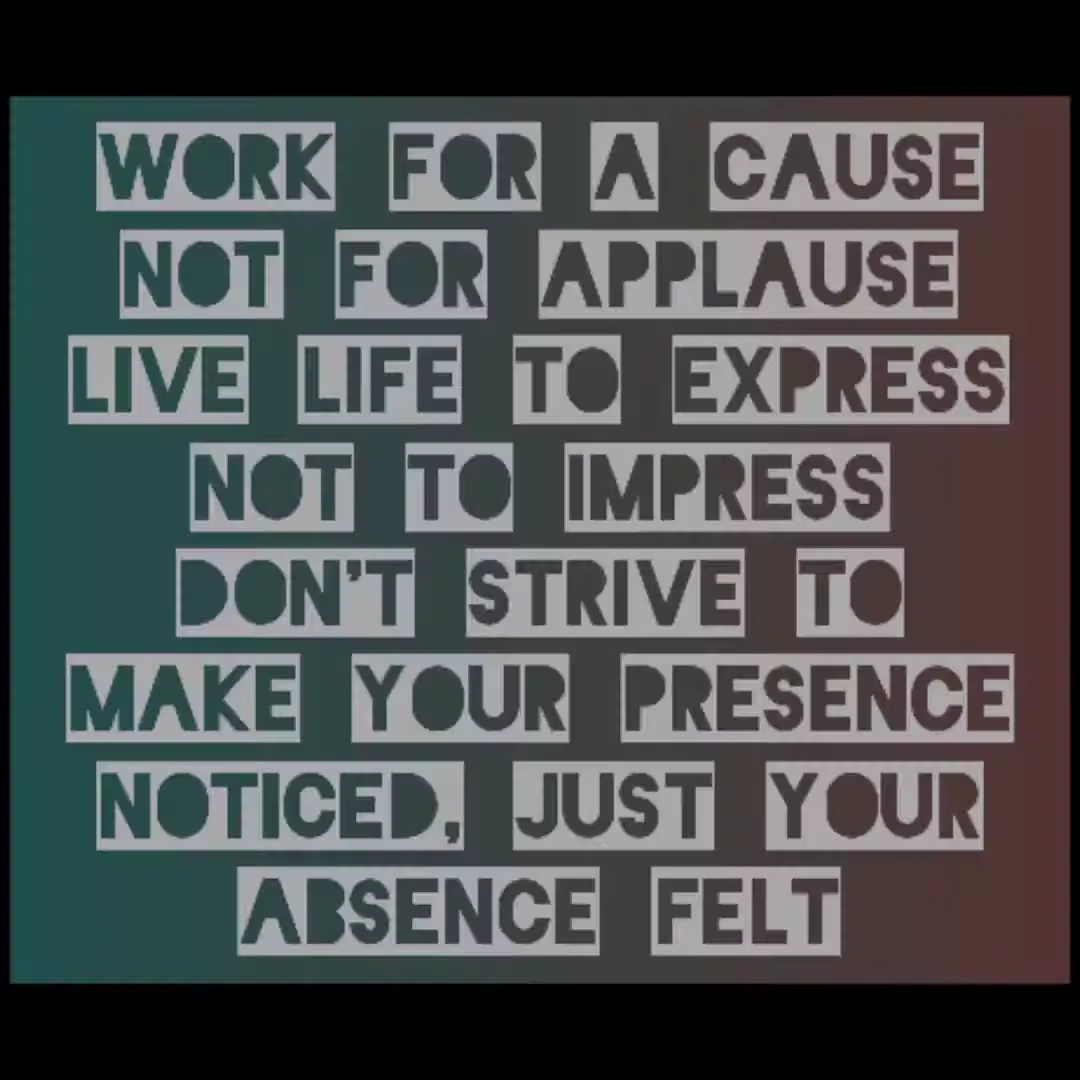 WORK FOR A CAUSE
NOT FOR APPLAUSE
LIVE LIFE TO EXPRESS
NOT TO IMPRESS
DON'T STRIVE TO
MAKE YOUR PRESENCE
NOTICED, JUST YOUR
ABSENCE FELT